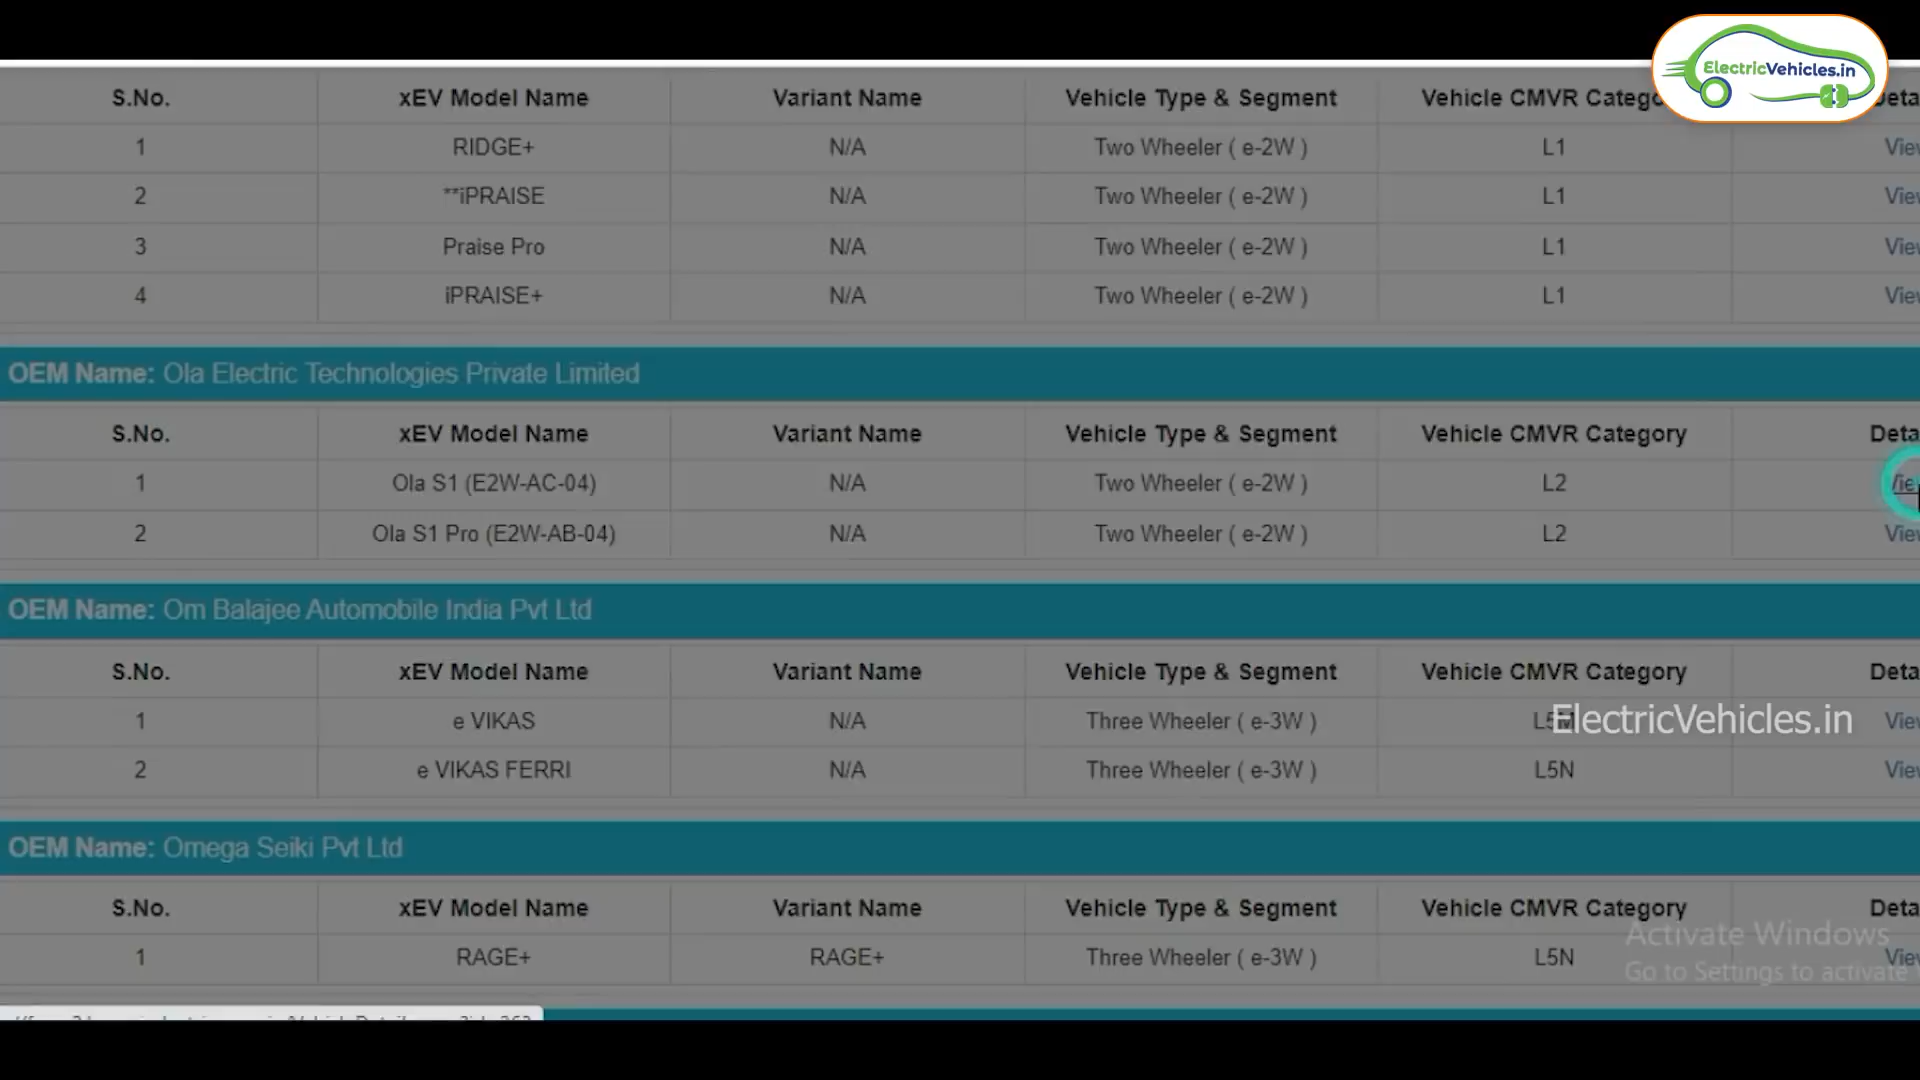 ElectricVehicles.in
S.No. xEV Model Name Variant Name Vehicle Type & Segment Vehicle CMVR
1 RIDGE+ N/A Two Wheeler ( e-2W ) L1
2 **iPRAISE N/A Two Wheeler ( e-2W ) L1
3 Praise Pro N/A Two Wheeler ( e-2W ) L1
4 iPRAISE+ N/A Two Wheeler ( e-2W ) L1
OEM Name: Ola Electric Technologies Private Limited
S.No. xEV Model Name Variant Name Vehicle Type & Segment Vehicle CMVR Category
1 Ola S1 (E2W-AC-04) N/A Two Wheeler ( e-2W ) L2
2 Ola S1 Pro (E2W-AB-04) N/A Two Wheeler ( e-2W ) L2
OEM Name: Om Balajee Automobile India Pvt Ltd
S.No. xEV Model Name Variant Name Vehicle Type & Segment Vehicle CMVR Category
1 e VIKAS N/A Three Wheeler ( e-3W )
ElectricVehicles.in
2 e VIKAS FERRI N/A Three Wheeler ( e-3W ) L5N
OEM Name: Omega Seiki Pvt Ltd
S.No. xEV Model Name Variant Name Vehicle Type & Segment Vehicle CMVR Category
Activate Windows
1 RAGE+ RAGE+ Three Wheeler ( e-3W ) L5N
Go to Settings to activate